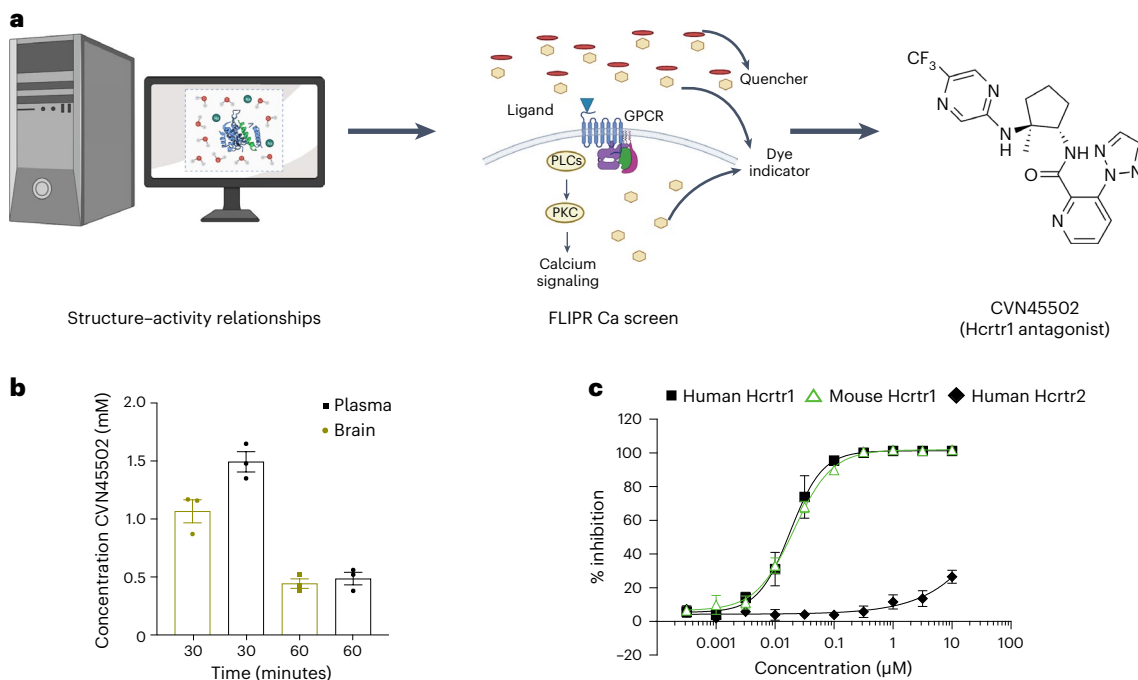 a
Ligand
GPCR
PLCs
PKC
Calcium
signaling
Quencher
Dye
indicator
CF3
N
N
N
H
NH
O
N
N
N
N
Structure–activity relationships
FLIPR Ca screen
CVN45502
(Hcrtr1 antagonist)
b
Concentration CVN45502 (mM)
2.0
1.5
1.0
0.5
0
Plasma
Brain
30
30
60
60
Time (minutes)
c
Human Hcrtr1
Mouse Hcrtr1
Human Hcrtr2
% inhibition
120
100
80
60
40
20
0
–20
0.001
0.01
0.1
1
10
100
Concentration (µM)